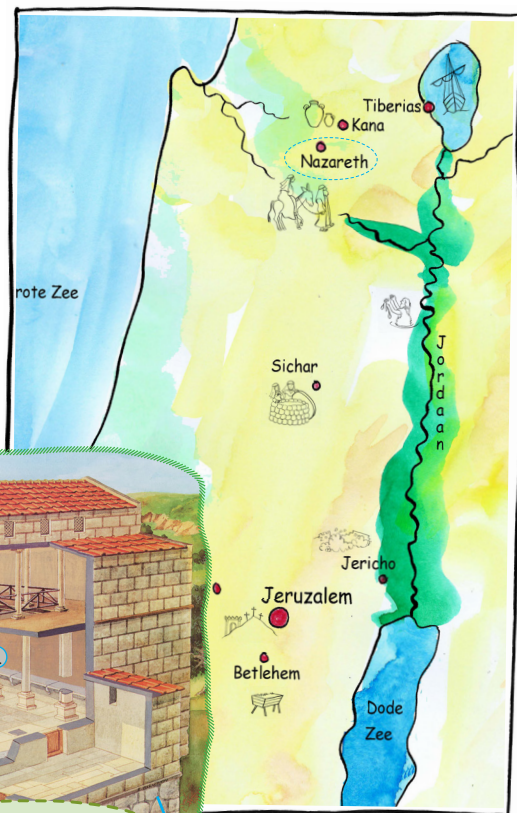 Tiberias
Kana
Nazareth
rote Zee
Jordaan
Sichar
Jericho
Jeruzalem
Betlehem
Dode
Zee